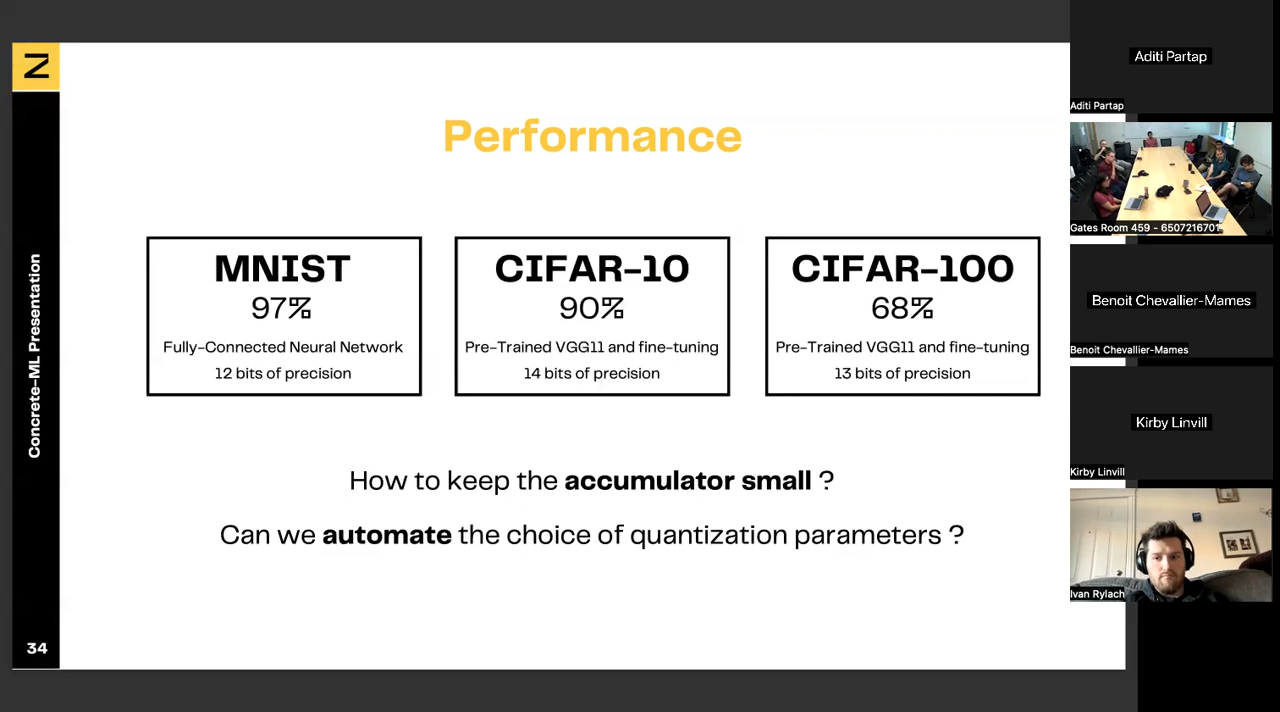 Z
Concrete-ML Presentation
34
Performance
MNIST
97%
Fully-Connected Neural Network
12 bits of precision
CIFAR-10
90%
Pre-Trained VGG11 and fine-tuning
14 bits of precision
CIFAR-100
68%
Pre-Trained VGG11 and fine-tuning
13 bits of precision
How to keep the accumulator small ?
Can we automate the choice of quantization parameters ?
Aditi Partap
Aditi Partap
Gates Room 459 - 6507216701
Benoit Chevallier-Mames
Benoit Chevallier-Mames
Kirby Linvill
Kirby Linvill
Ivan Rylach